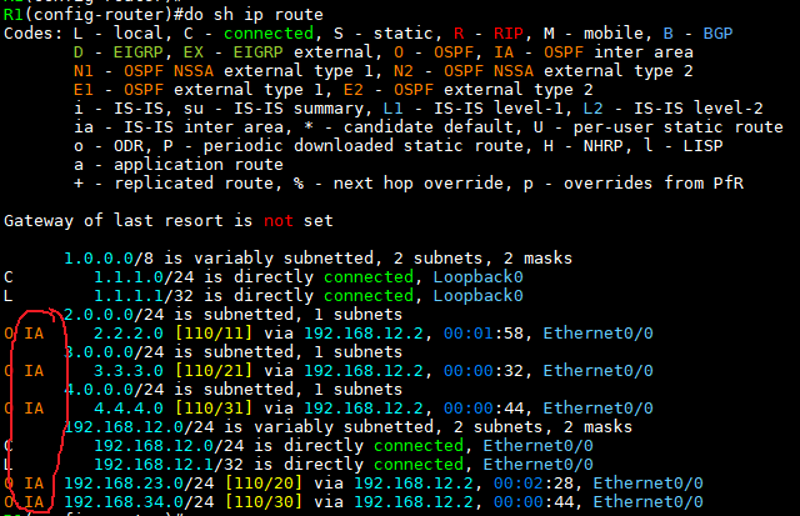 R1(config-router)#do sh ip route
Codes: L - local, C - connected, S - static, R - RIP, M - mobile, B - BGP
D - EIGRP, EX - EIGRP external, O - OSPF, IA - OSPF inter area
N1 - OSPF NSSA external type 1, N2 - OSPF NSSA external type 2
E1 - OSPF external type 1, E2 - OSPF external type 2
i - IS-IS, su - IS-IS summary, L1 - IS-IS level-1, L2 - IS-IS level-2
ia - IS-IS inter area, * - candidate default, U - per-user static route
o - ODR, P - periodic downloaded static route, H - NHRP, l - LISP
a - application route
+ - replicated route, % - next hop override, p - overrides from PfR
Gateway of last resort is not set
1.0.0.0/8 is variably subnetted, 2 subnets, 2 masks
C 1.1.1.0/24 is directly connected, Loopback0
L 1.1.1.1/32 is directly connected, Loopback0
2.0.0.0/24 is subnetted, 1 subnets
O IA 2.2.2.0 [110/11] via 192.168.12.2, 00:01:58, Ethernet0/0
3.0.0.0/24 is subnetted, 1 subnets
O IA 3.3.3.0 [110/21] via 192.168.12.2, 00:00:32, Ethernet0/0
4.0.0.0/24 is subnetted, 1 subnets
O IA 4.4.4.0 [110/31] via 192.168.12.2, 00:00:44, Ethernet0/0
192.168.12.0/24 is variably subnetted, 2 subnets, 2 masks
C 192.168.12.0/24 is directly connected, Ethernet0/0
L 192.168.12.1/32 is directly connected, Ethernet0/0
O IA 192.168.23.0/24 [110/20] via 192.168.12.2, 00:02:28, Ethernet0/0
O IA 192.168.34.0/24 [110/30] via 192.168.12.2, 00:00:44, Ethernet0/0